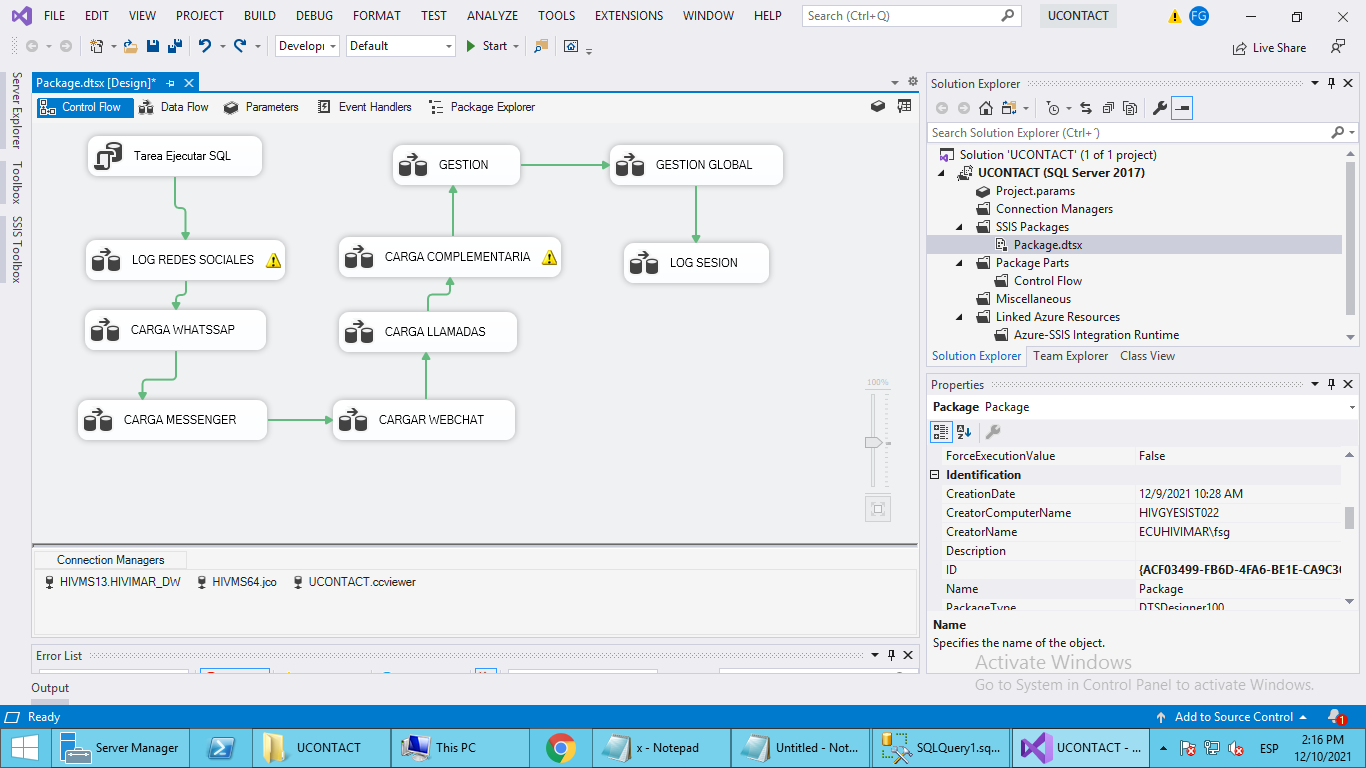 FILE EDIT VIEW PROJECT BUILD DEBUG FORMAT TEST ANALYZE TOOLS EXTENSIONS WINDOW HELP Search (Ctrl+Q) UCONTACT FG
Develop Default Start Live Share
Server Explorer
Toolbox
SSIS Toolbox
Package.dtsx [Design]*
Control Flow Data Flow Parameters Event Handlers Package Explorer
Tarea Ejecutar SQL
GESTION
GESTION GLOBAL
LOG REDES SOCIALES
CARGA COMPLEMENTARIA
LOG SESION
CARGA WHATSSAP
CARGA LLAMADAS
CARGA MESSENGER
CARGAR WEBCHAT
100%
Connection Managers
HIVMS13.HIVIMAR_DW HIVMS64.jco UCONTACT.ccviewer
Error List
Output
Solution Explorer
Search Solution Explorer (Ctrl+´)
Solution 'UCONTACT' (1 of 1 project)
UCONTACT (SQL Server 2017)
Project.params
Connection Managers
SSIS Packages
Package.dtsx
Package Parts
Control Flow
Miscellaneous
Linked Azure Resources
Azure-SSIS Integration Runtime
Solution Explorer Team Explorer Class View
Properties
Package Package
ForceExecutionValue False
Identification
CreationDate 12/9/2021 10:28 AM
CreatorComputerName HIVGYESIST022
CreatorName ECUHIVIMAR\fsg
Description
ID {ACF03499-FB6D-4FA6-BE1E-CA9C3
Name Package
PackageType DTSDesigner100
Name
Specifies the name of the object.
Activate Windows
Go to System in Control Panel to activate Windows.
Ready Add to Source Control 1
Server Manager UCONTACT This PC x - Notepad Untitled - Not... SQLQuery1.sq... UCONTACT - ... ESP 2:16 PM
12/10/2021